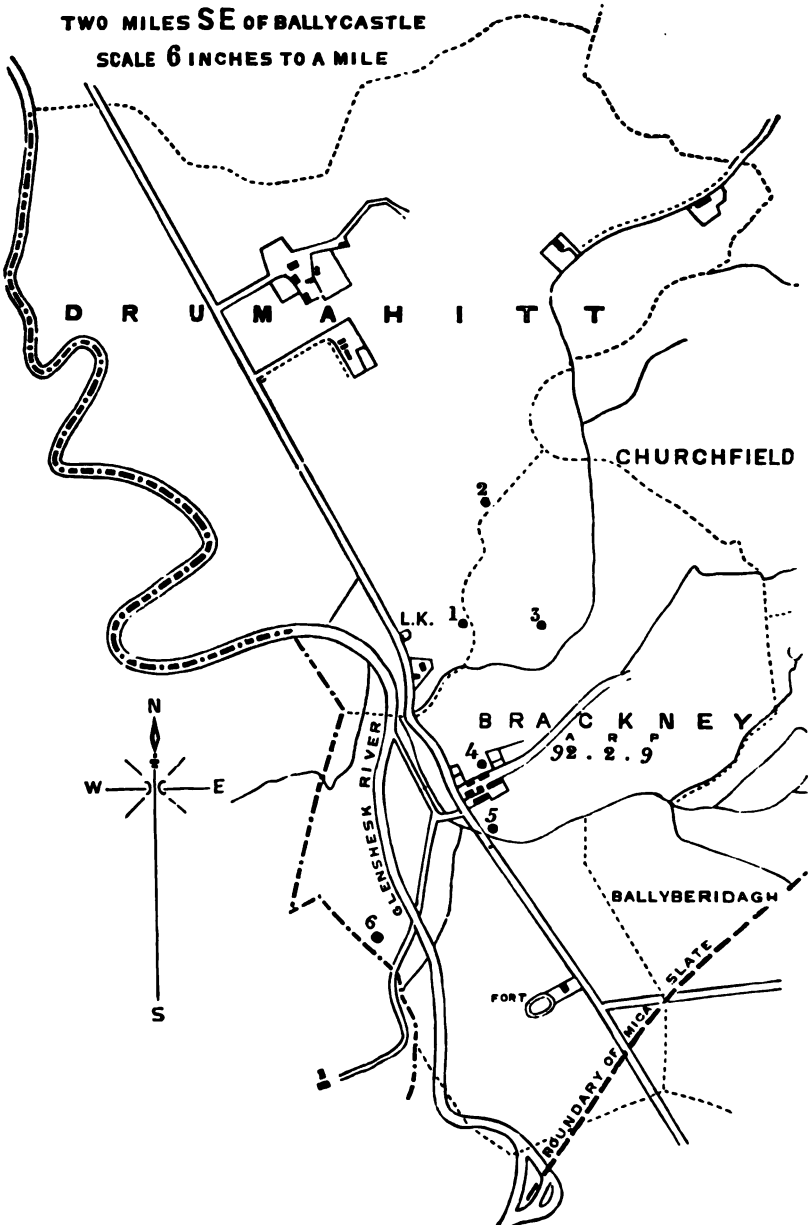 TWO MILES SE OF BALLYCASTLE
SCALE 6 INCHES TO A MILE
DRUMAHITT
CHURCHFIELD
2
L.K.
1
3
N
W
E
S
BRACKNEY
A R P
92.2.9
4
5
GLENSHESK RIVER
BALLYBERIDAGH
6
FORT
BOUNDARY OF MICA SLATE